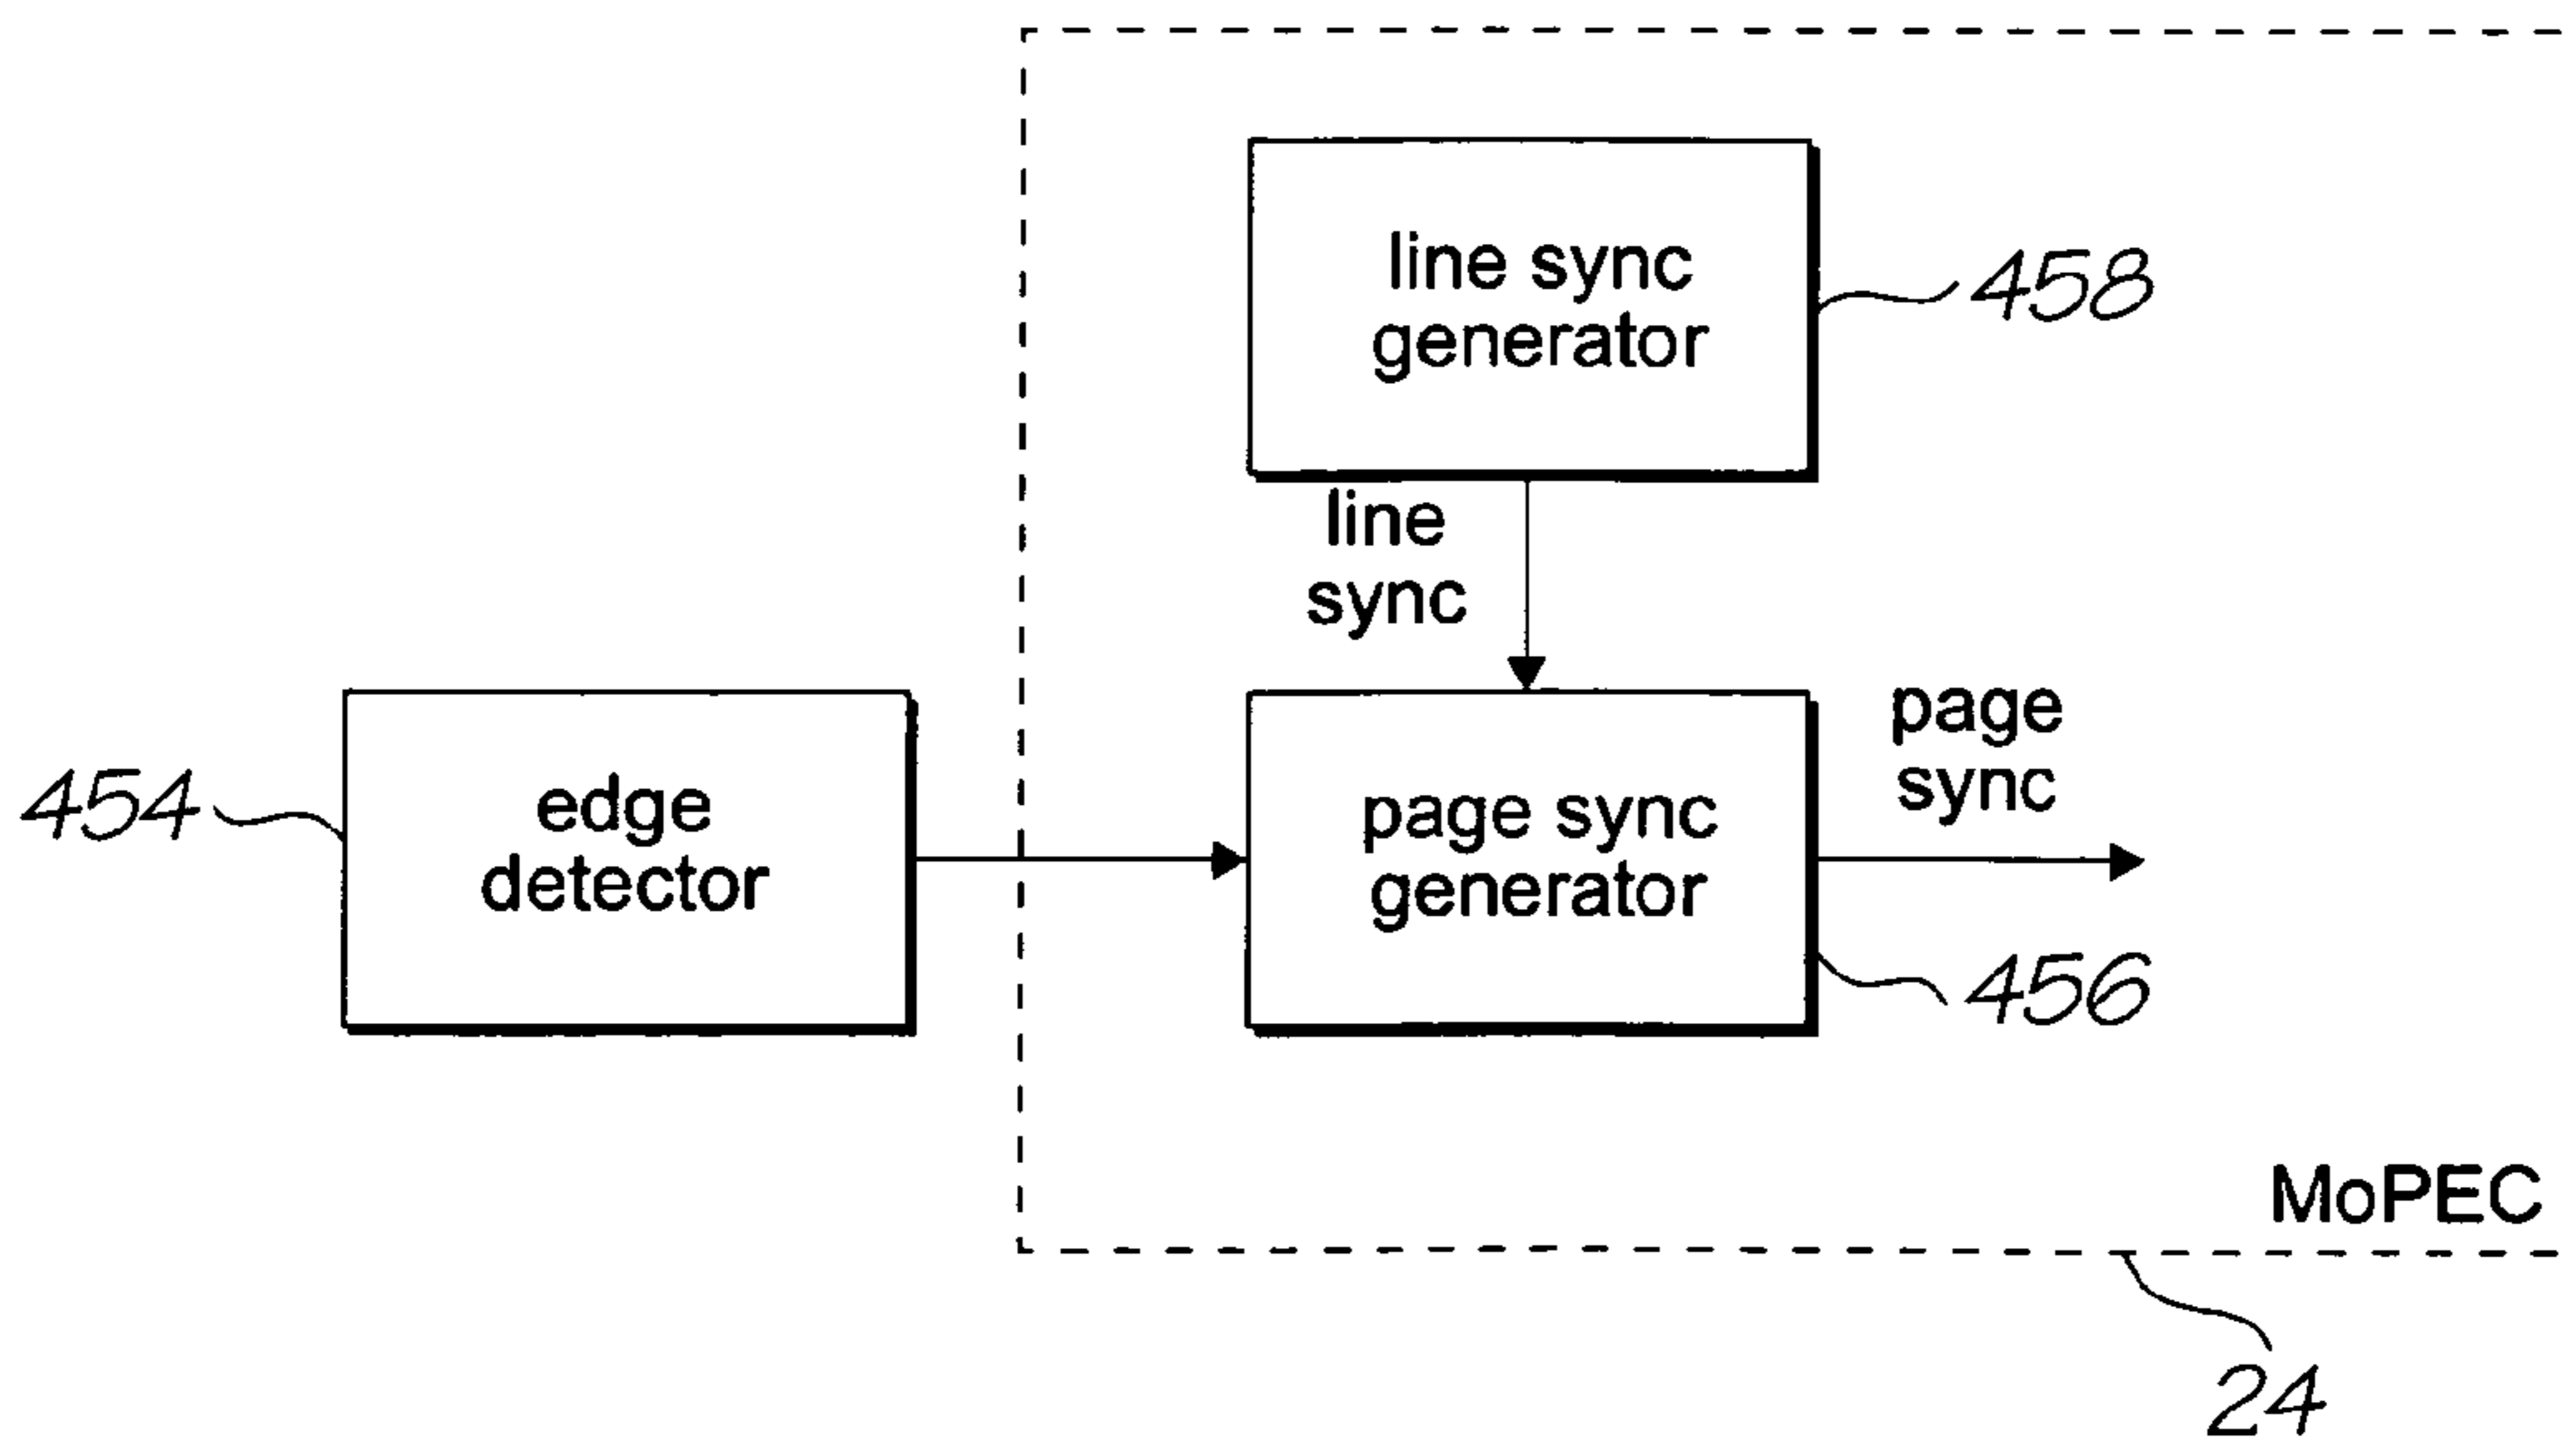 line sync
generator
458
line
sync
page
sync
454
edge
detector
page sync
generator
456
MoPEC
24